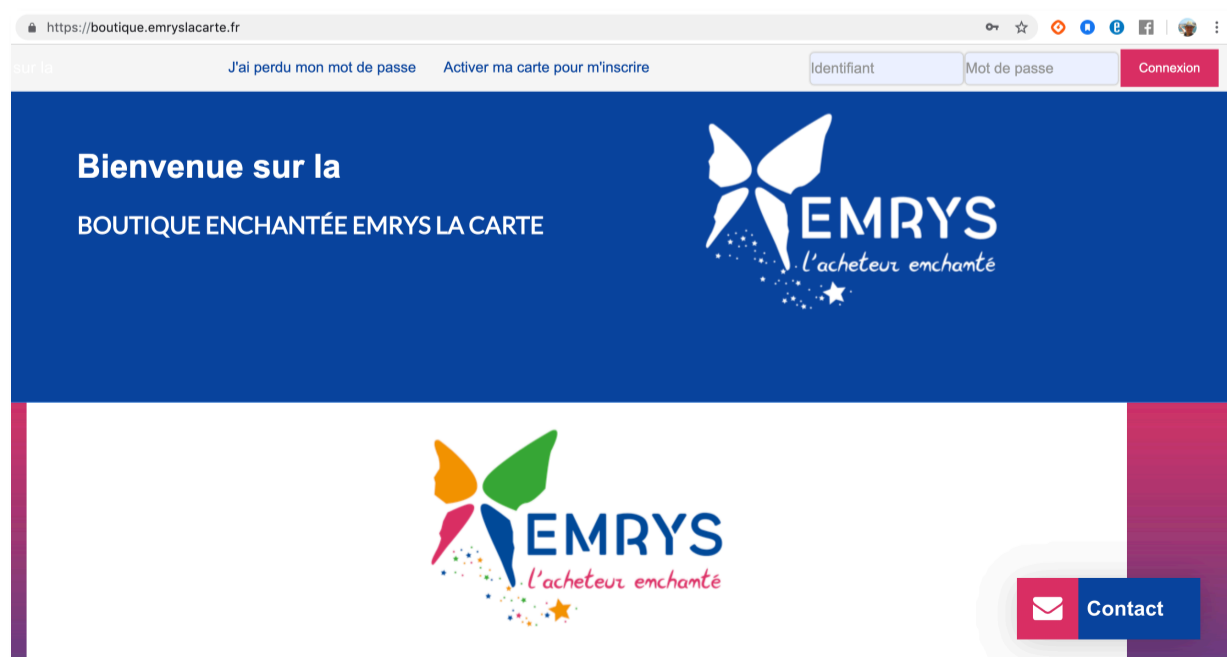 https://boutique.emryslacarte.fr
sur la
J'ai perdu mon mot de passe
Activer ma carte pour m'inscrire
Identifiant
Mot de passe
Connexion
Bienvenue sur la
BOUTIQUE ENCHANTÉE EMRYS LA CARTE
EMRYS
l'acheteur enchanté
EMRYS
l'acheteur enchanté
Contact